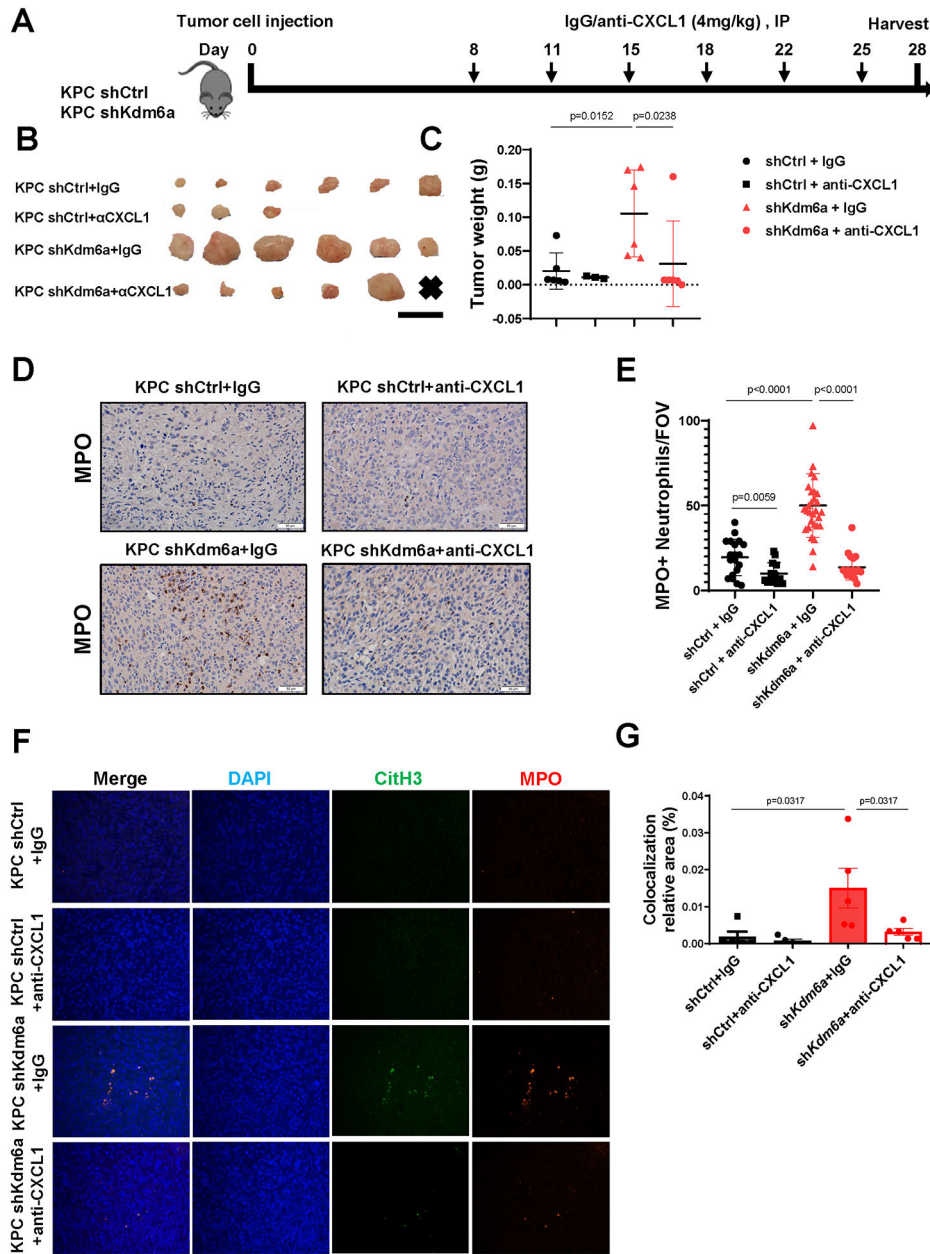 A
Tumor cell injection
IgG/anti-CXCL1 (4mg/kg) , IP
Harvest
Day
0
8
11
15
18
22
25
28
KPC shCtrl
KPC shKdm6a
B
KPC shCtrl+IgG
KPC shCtrl+αCXCL1
KPC shKdm6a+IgG
KPC shKdm6a+αCXCL1
C
p=0.0152
p=0.0238
Tumor weight (g)
0.20
0.15
0.10
0.05
0.00
-0.05
shCtrl + IgG
shCtrl + anti-CXCL1
shKdm6a + IgG
shKdm6a + anti-CXCL1
D
KPC shCtrl+IgG
KPC shCtrl+anti-CXCL1
MPO
KPC shKdm6a+IgG
KPC shKdm6a+anti-CXCL1
MPO
E
p<0.0001
p<0.0001
p=0.0059
MPO+ Neutrophils/FOV
100
50
0
shCtrl + IgG
shCtrl + anti-CXCL1
shKdm6a + IgG
shKdm6a + anti-CXCL1
F
Merge
DAPI
CitH3
MPO
KPC shCtrl
+IgG
KPC shCtrl
+anti-CXCL1
KPC shKdm6a
+IgG
KPC shKdm6a
+anti-CXCL1
G
p=0.0317
p=0.0317
Colocalization
relative area (%)
0.04
0.03
0.02
0.01
0.00
shCtrl+IgG
shCtrl+anti-CXCL1
shKdm6a+IgG
shKdm6a+anti-CXCL1